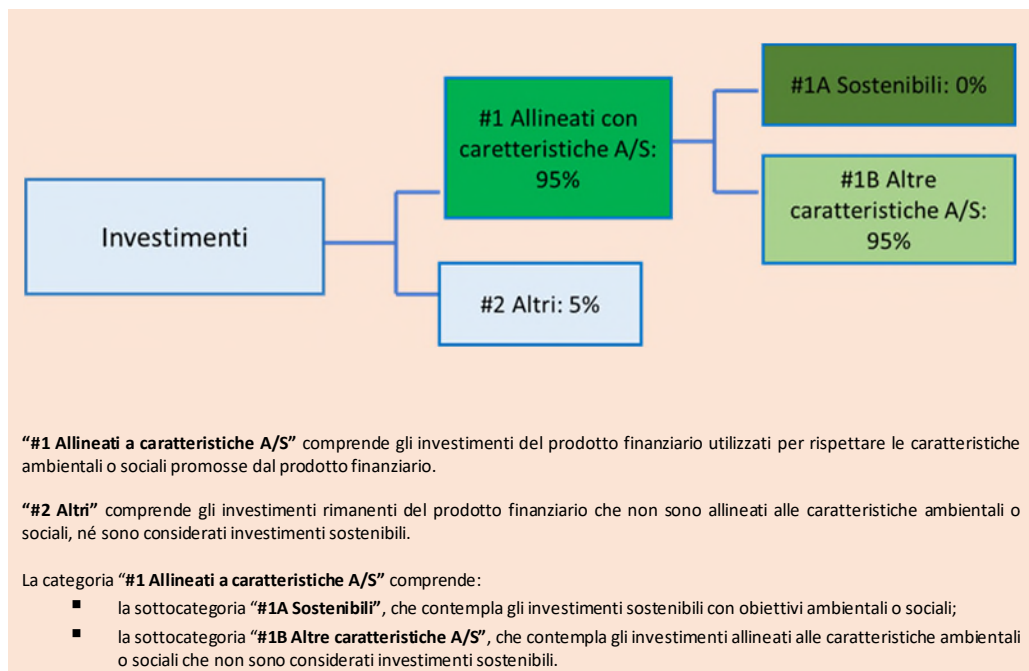 #1A Sostenibili: 0%
#1 Allineati con
caretteristiche A/S:
95%
#1B Altre
caratteristiche A/S:
95%
Investimenti
#2 Altri: 5%
“#1 Allineati a caratteristiche A/S” comprende gli investimenti del prodotto finanziario utilizzati per rispettare le caratteristiche
ambientali o sociali promosse dal prodotto finanziario.
“#2 Altri” comprende gli investimenti rimanenti del prodotto finanziario che non sono allineati alle caratteristiche ambientali o
sociali, né sono considerati investimenti sostenibili.
La categoria “#1 Allineati a caratteristiche A/S” comprende:
▪ la sottocategoria “#1A Sostenibili”, che contempla gli investimenti sostenibili con obiettivi ambientali o sociali;
▪ la sottocategoria “#1B Altre caratteristiche A/S”, che contempla gli investimenti allineati alle caratteristiche ambientali
o sociali che non sono considerati investimenti sostenibili.